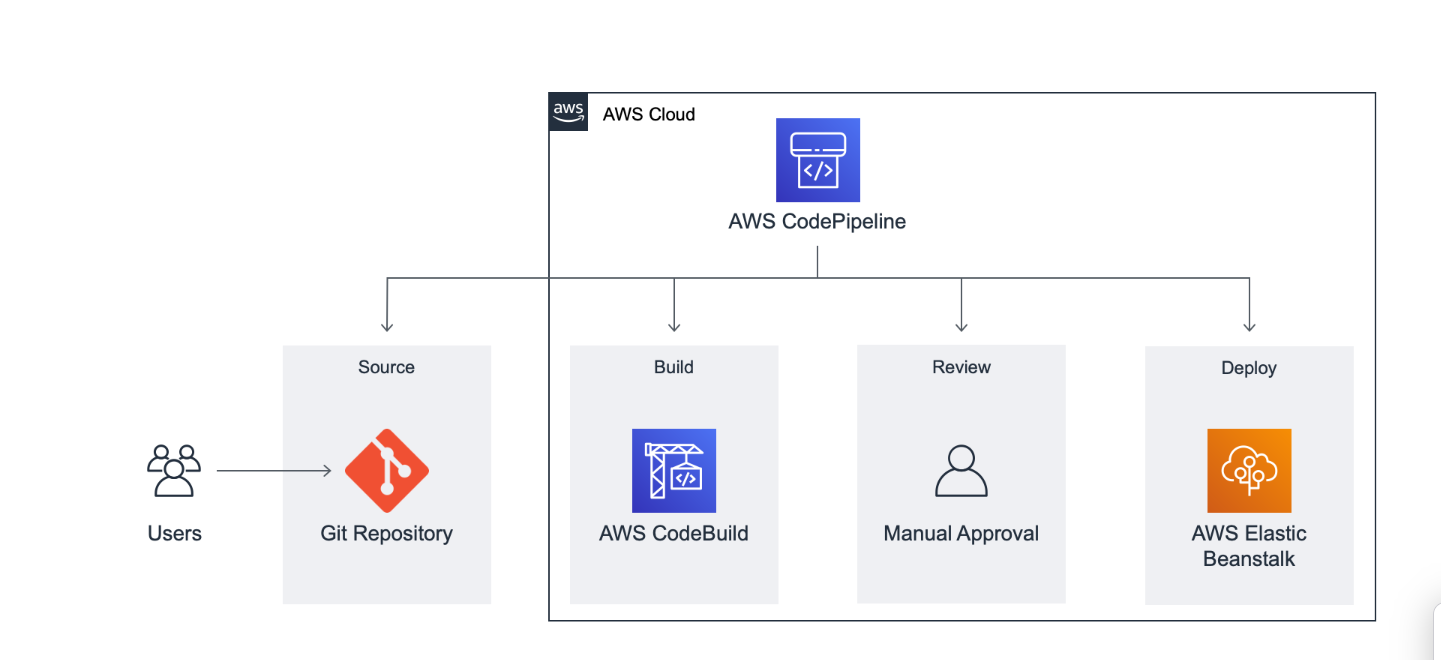 aws
AWS Cloud
</>
AWS CodePipeline
Source
Build
Review
Deploy
</>
Users
Git Repository
AWS CodeBuild
Manual Approval
AWS Elastic
Beanstalk